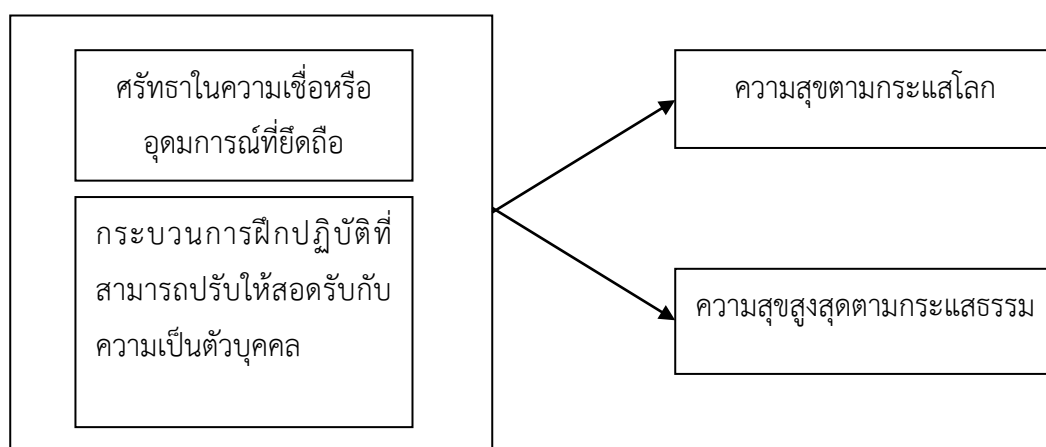 ศรัทธาในความเชื่อหรือ
อุดมการณ์ที่ยึดถือ
กระบวนการฝึกปฏิบัติที่
สามารถปรับให้สอดรับกับ
ความเป็นตัวบุคคล
ความสุขตามกระแสโลก
ความสุขสูงสุดตามกระแสธรรม